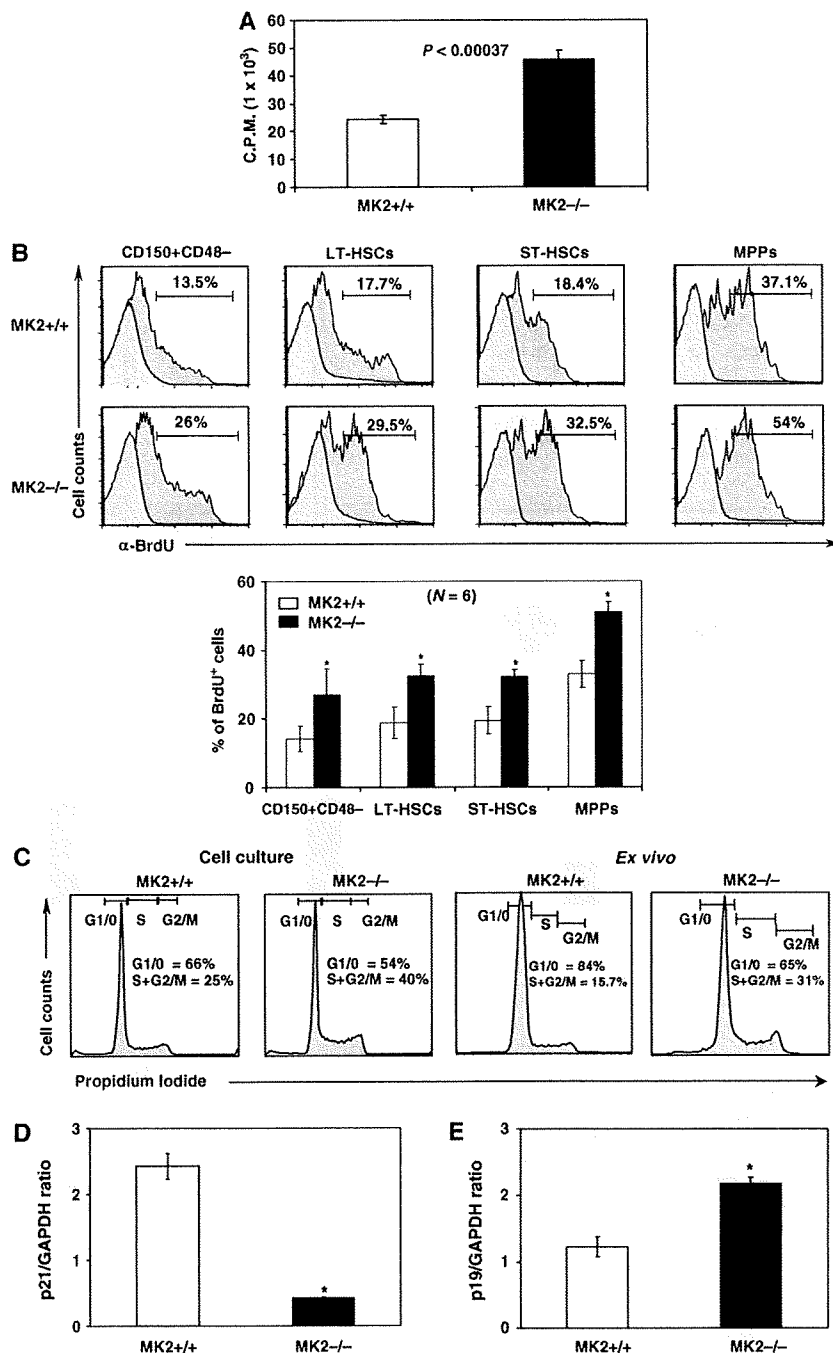 A
60
50
40
30
20
10
0
C.P.M. (1 x 10³)
P < 0.00037
MK2+/+
MK2–/–
B
CD150+CD48–
LT-HSCs
ST-HSCs
MPPs
MK2+/+
13.5%
17.7%
18.4%
37.1%
MK2–/–
26%
29.5%
32.5%
54%
Cell counts
α-BrdU
60
40
20
0
% of BrdU⁺ cells
MK2+/+
MK2–/–
(N = 6)
* * * *
CD150+CD48–
LT-HSCs
ST-HSCs
MPPs
C
Cell culture
Ex vivo
MK2+/+
MK2–/–
MK2+/+
MK2–/–
Cell counts
G1/0 S G2/M
G1/0 = 66%
S+G2/M = 25%
G1/0 S G2/M
G1/0 = 54%
S+G2/M = 40%
G1/0 S G2/M
G1/0 = 84%
S+G2/M = 15.7%
G1/0 S G2/M
G1/0 = 65%
S+G2/M = 31%
Propidium Iodide
D
3
2
1
0
p21/GAPDH ratio
*
MK2+/+
MK2–/–
E
3
2
1
0
p19/GAPDH ratio
*
MK2+/+
MK2–/–